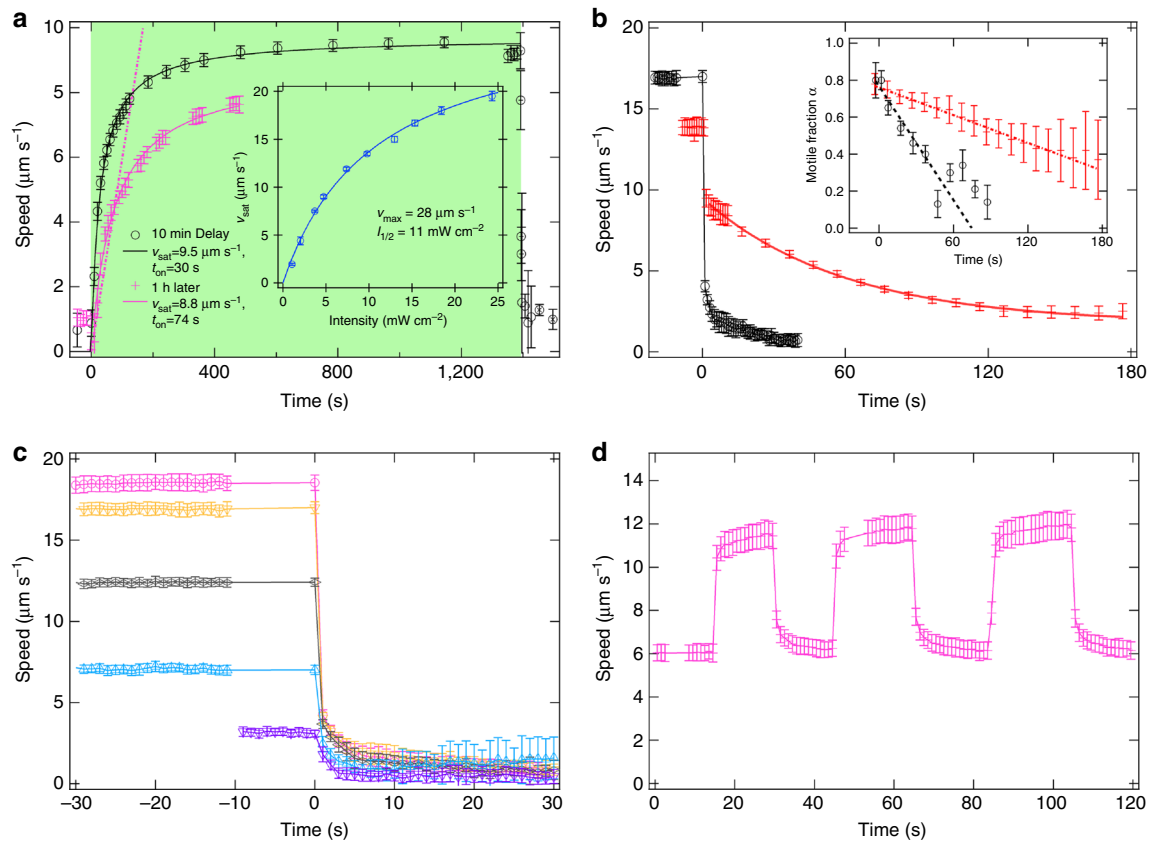 a
10
8
6
4
2
0
Speed (µm s⁻¹)
0
400
800
1,200
Time (s)
10 min Delay
v_sat=9.5 µm s⁻¹,
t_on=30 s
1 h later
v_sat=8.8 µm s⁻¹,
t_on=74 s
20
15
10
5
0
v_sat (µm s⁻¹)
v_max = 28 µm s⁻¹
I_1/2 = 11 mW cm⁻²
0 5 10 15 20 25
Intensity (mW cm⁻²)
b
20
15
10
5
0
Speed (µm s⁻¹)
0 60 120 180
Time (s)
0.8
0.6
0.4
0.2
0.0
Motile fraction α
0 60 120 180
Time (s)
c
20
15
10
5
0
Speed (µm s⁻¹)
−30 −20 −10 0 10 20 30
Time (s)
d
14
12
10
8
6
4
2
0
Speed (µm s⁻¹)
0 20 40 60 80 100 120
Time (s)